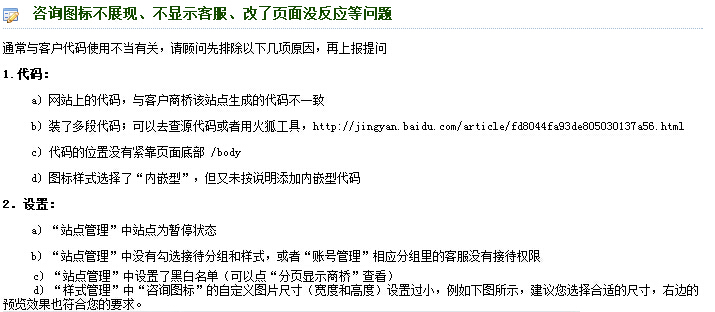 咨询图标不展现、不显示客服、改了页面没反应等问题
通常与客户代码使用不当有关，请顾问先排除以下几项原因，再上报提问
1.代码：
a) 网站上的代码，与客户商桥该站点生成的代码不一致
b) 装了多段代码；可以去查源代码或者用火狐工具，http://jingyan.baidu.com/article/fd8044fa93de805030137a56.html
c) 代码的位置没有紧靠页面底部 /body
d) 图标样式选择了“内嵌型”，但又未按说明添加内嵌型代码
2. 设置：
a) “站点管理”中站点为暂停状态
b) “站点管理”中没有勾选接待分组和样式，或者“账号管理”相应分组里的客服没有接待权限
c) “站点管理”中设置了黑白名单（可以点“分页显示商桥”查看）
d) “样式管理”中“咨询图标”的自定义图片尺寸（宽度和高度）设置过小，例如下图所示，建议您选择合适的尺寸，右边的
预览效果也符合您的要求。